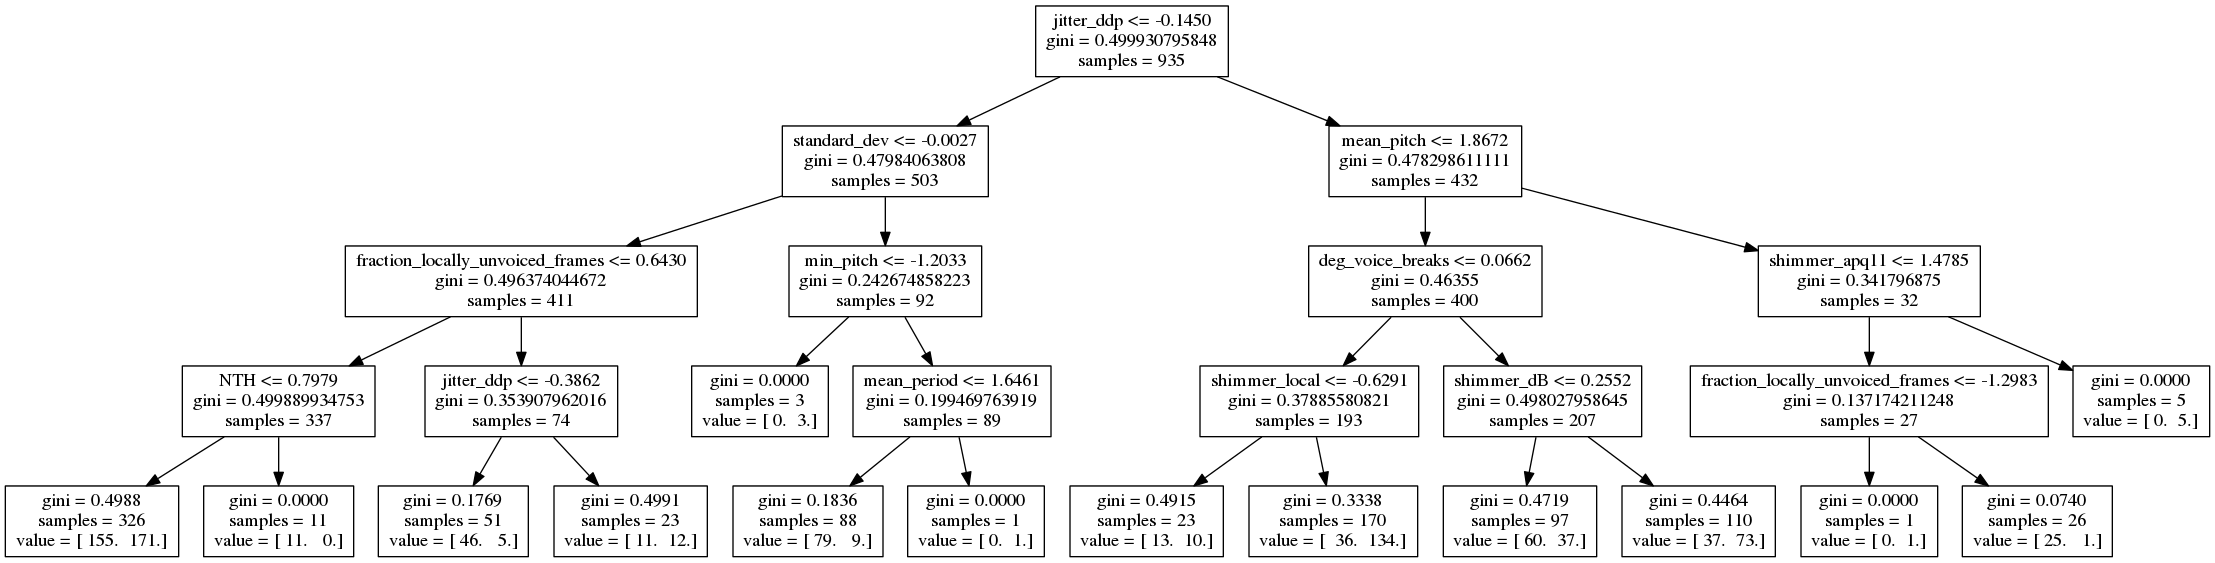 jitter_ddp <= -0.1450
gini = 0.499930795848
samples = 935
standard_dev <= -0.0027
gini = 0.47984063808
samples = 503
mean_pitch <= 1.8672
gini = 0.478298611111
samples = 432
fraction_locally_unvoiced_frames <= 0.6430
gini = 0.496374044672
samples = 411
min_pitch <= -1.2033
gini = 0.242674858223
samples = 92
deg_voice_breaks <= 0.0662
gini = 0.46355
samples = 400
shimmer_apq11 <= 1.4785
gini = 0.341796875
samples = 32
NTH <= 0.7979
gini = 0.499889934753
samples = 337
jitter_ddp <= -0.3862
gini = 0.353907962016
samples = 74
gini = 0.0000
samples = 3
value = [ 0.  3.]
mean_period <= 1.6461
gini = 0.199469763919
samples = 89
shimmer_local <= -0.6291
gini = 0.37885580821
samples = 193
shimmer_dB <= 0.2552
gini = 0.498027958645
samples = 207
fraction_locally_unvoiced_frames <= -1.2983
gini = 0.137174211248
samples = 27
gini = 0.0000
samples = 5
value = [ 0.  5.]
gini = 0.4988
samples = 326
value = [ 155.  171.]
gini = 0.0000
samples = 11
value = [ 11.   0.]
gini = 0.1769
samples = 51
value = [ 46.   5.]
gini = 0.4991
samples = 23
value = [ 11.  12.]
gini = 0.1836
samples = 88
value = [ 79.   9.]
gini = 0.0000
samples = 1
value = [ 0.  1.]
gini = 0.4915
samples = 23
value = [ 13.  10.]
gini = 0.3338
samples = 170
value = [  36.  134.]
gini = 0.4719
samples = 97
value = [ 60.  37.]
gini = 0.4464
samples = 110
value = [ 37.  73.]
gini = 0.0000
samples = 1
value = [ 0.  1.]
gini = 0.0740
samples = 26
value = [ 25.   1.]